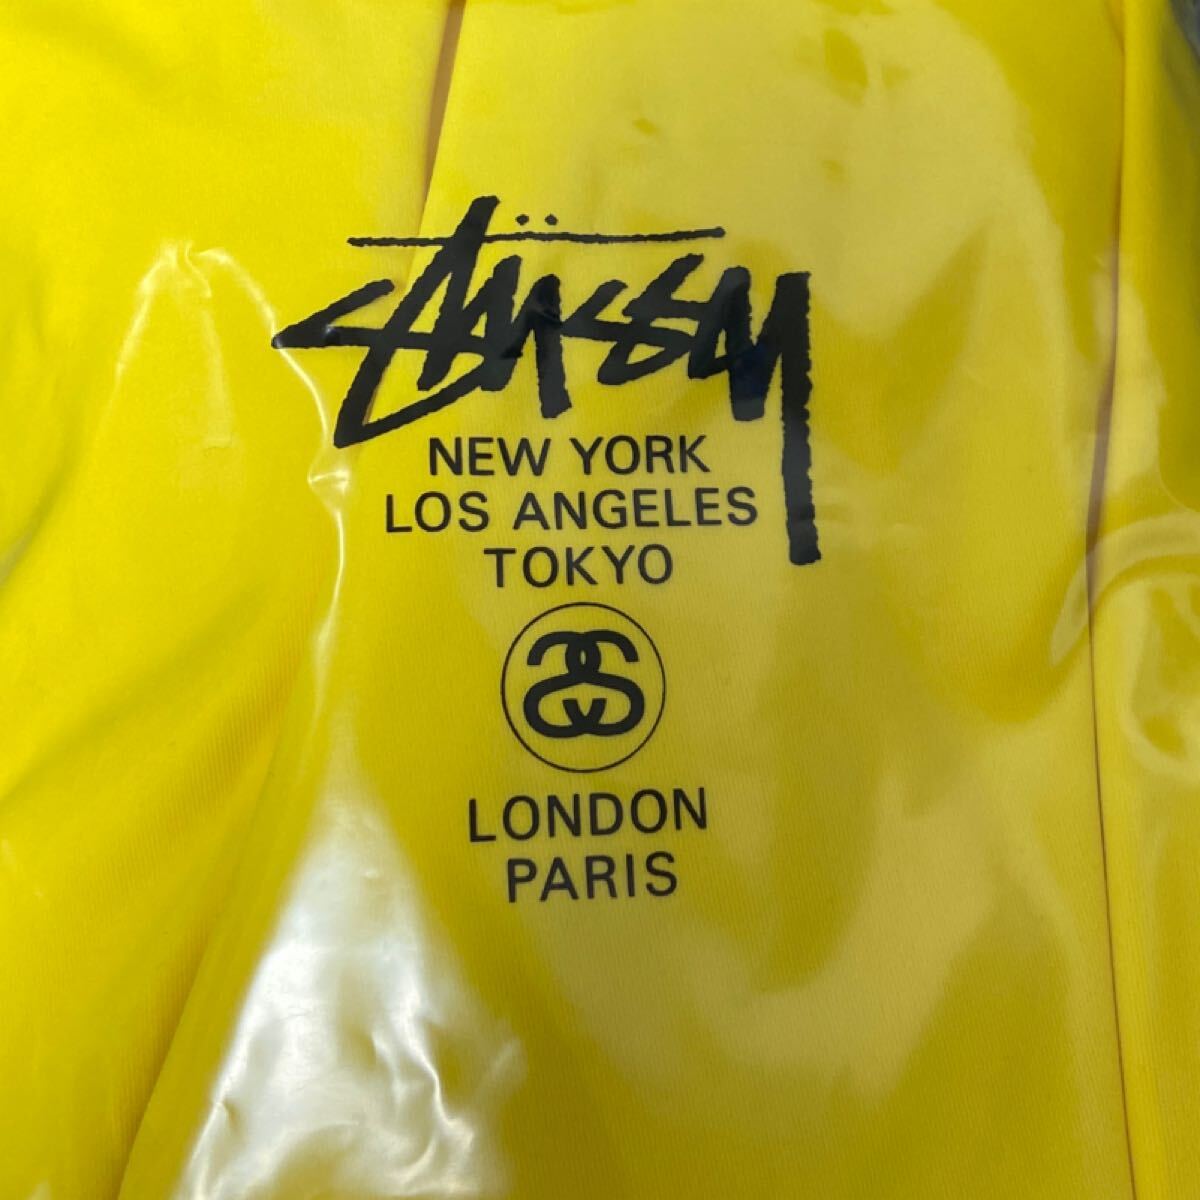 Stüssy
NEW YORK
LOS ANGELES
TOKYO
LONDON
PARIS